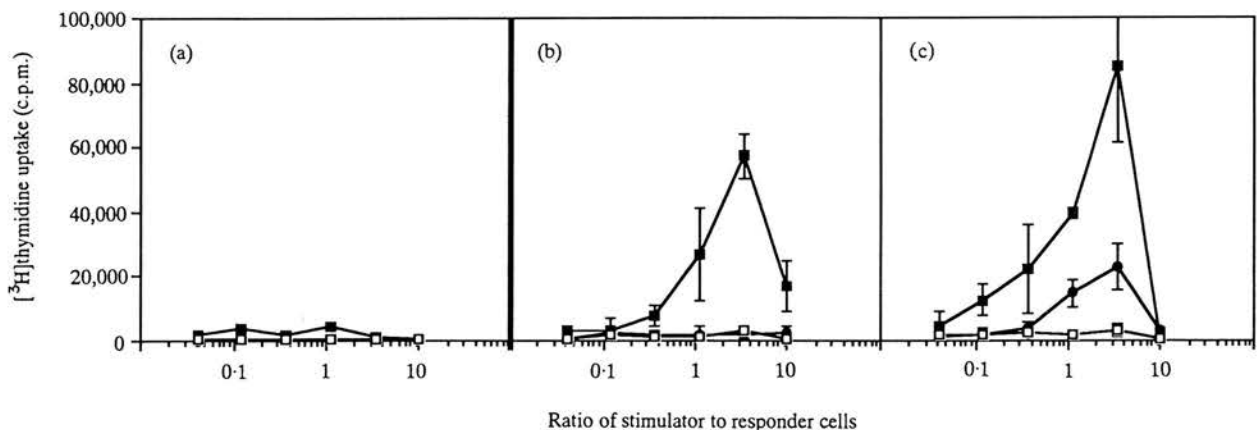 100,000
80,000
60,000
40,000
20,000
0
[³H]thymidine uptake (c.p.m.)
(a)
(b)
(c)
0·1 1 10
0·1 1 10
0·1 1 10
Ratio of stimulator to responder cells